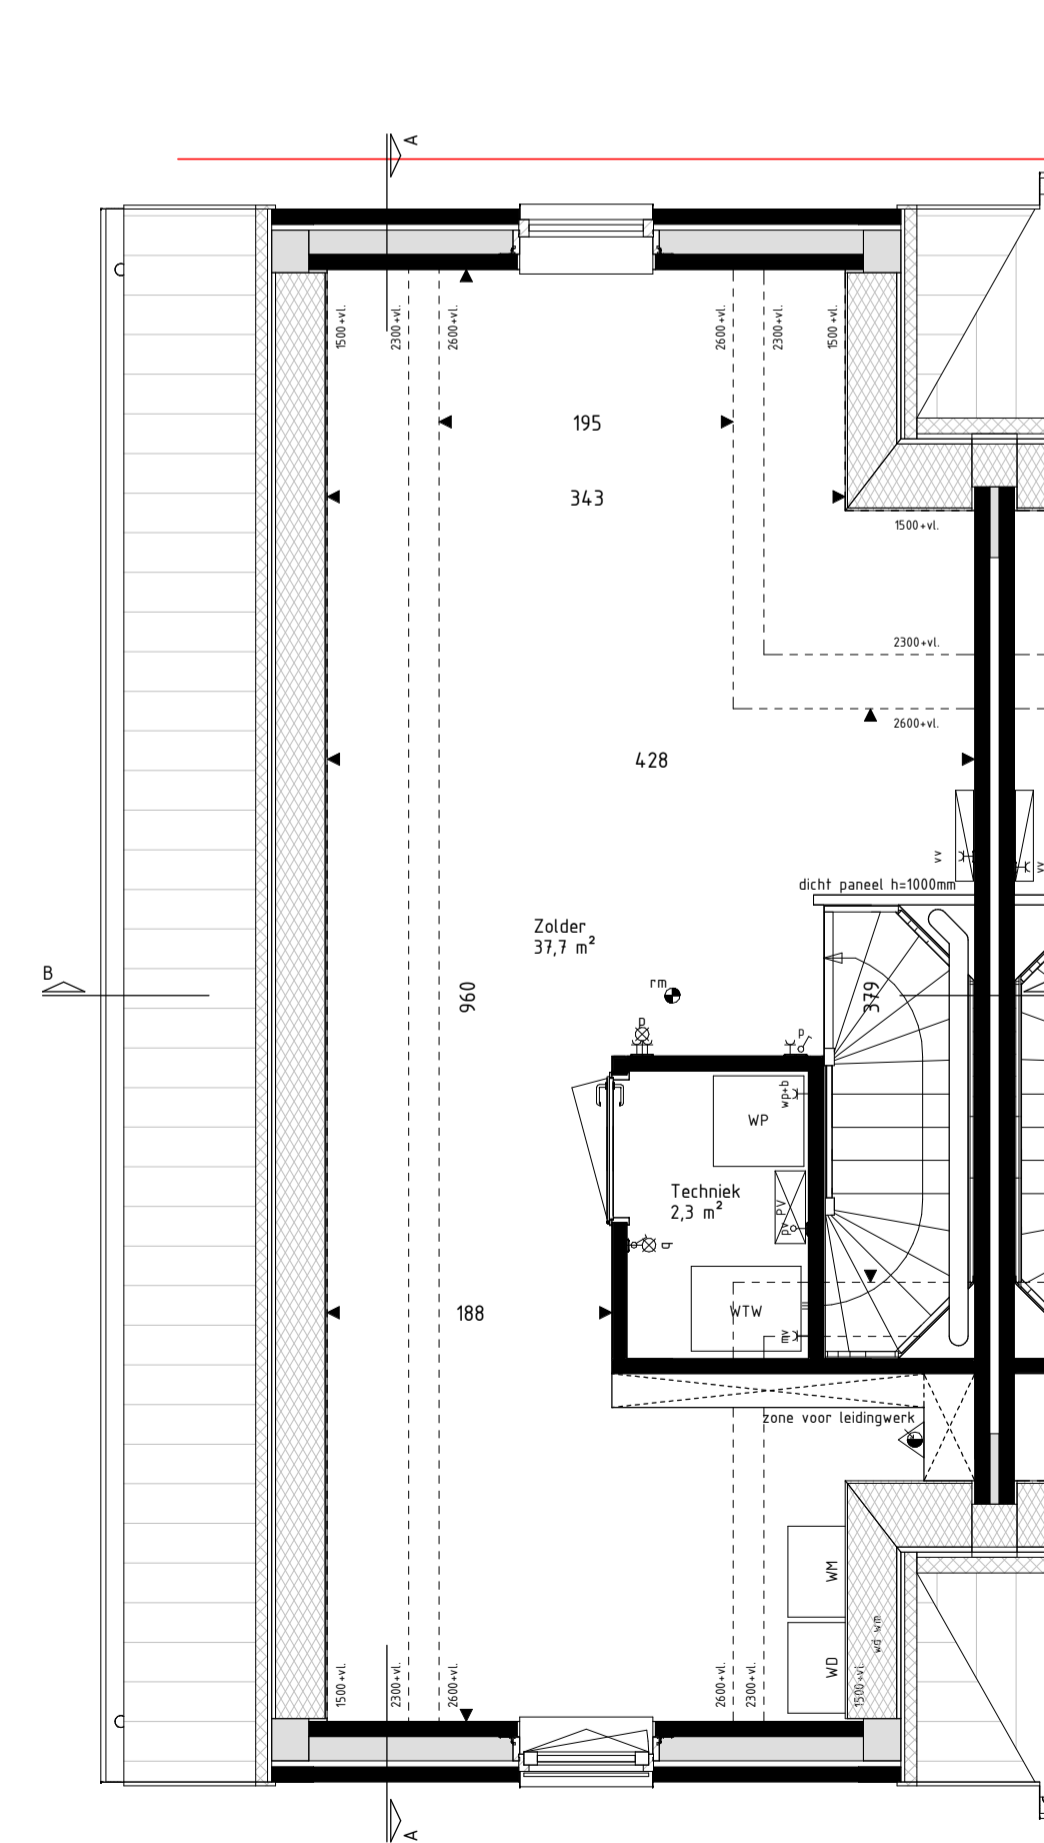 A
1500+vl.
2300+vl.
2600+vl.
2600+vl.
2300+vl.
1500+vl.
195
343
1500+vl.
2300+vl.
2600+vl.
428
vv
vv
dicht paneel h=1000mm
Zolder
37,7 m²
B
rm
960
379
p
p
wp+b
WP
Techniek
2,3 m²
pv PV
q
188
WTW
mv
zone voor leidingwerk
WM
wd wm
WD
1500+vl.
2300+vl.
2600+vl.
2600+vl.
2300+vl.
1500+vl.
A